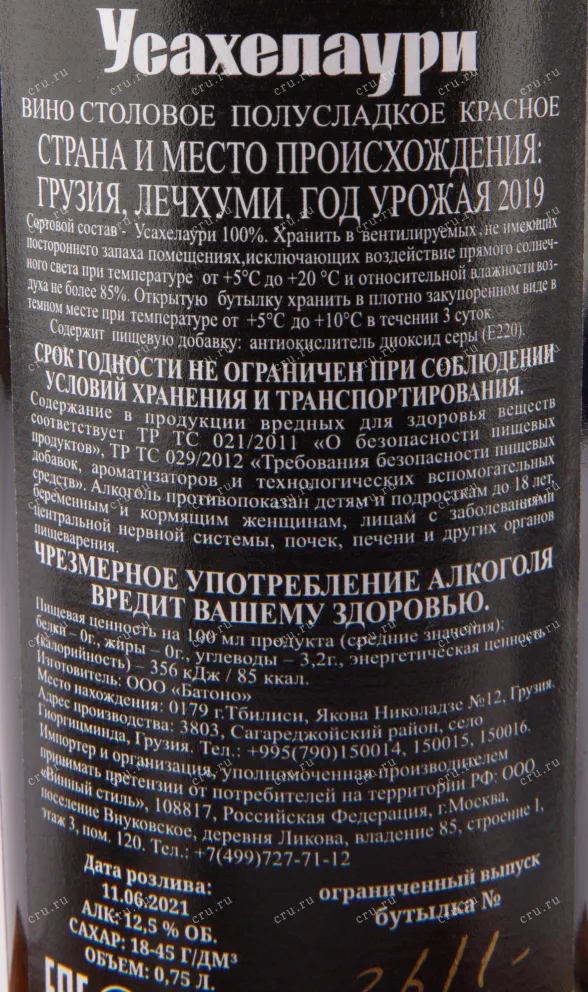 Усахелаури
ВИНО СТОЛОВОЕ ПОЛУСЛАДКОЕ КРАСНОЕ
СТРАНА И МЕСТО ПРОИСХОЖДЕНИЯ:
ГРУЗИЯ, ЛЕЧХУМИ, ГОД УРОЖАЯ 2019
Сортовой состав - Усахелаури 100%. Хранить в вентилируемых, не имеющих
постороннего запаха помещениях,исключающих воздействие прямого солнеч-
ного света при температуре от +5°С до +20 °С и относительной влажности воз-
духа не более 85%. Открытую бутылку хранить в плотно закупоренном виде в
темном месте при температуре от +5°С до +10°С в течении 3 суток.
Содержит пищевую добавку: антиокислитель диоксид серы (Е220).
СРОК ГОДНОСТИ НЕ ОГРАНИЧЕН ПРИ СОБЛЮДЕНИИ
УСЛОВИЙ ХРАНЕНИЯ И ТРАНСПОРТИРОВАНИЯ.
Содержание в продукции вредных для здоровья веществ
соответствует ТР ТС 021/2011 «О безопасности пищевых
продуктов», ТР ТС 029/2012 «Требования безопасности пищевых
добавок, ароматизаторов и технологических вспомогательных
средств». Алкоголь противопоказан детям и подросткам до 18 лет,
беременным и кормящим женщинам, лицам с заболеваниями
центральной нервной системы, почек, печени и других органов
пищеварения.
ЧРЕЗМЕРНОЕ УПОТРЕБЛЕНИЕ АЛКОГОЛЯ
ВРЕДИТ ВАШЕМУ ЗДОРОВЬЮ.
Пищевая ценность на 100 мл продукта (средние значения):
белки – 0г., жиры – 0г., углеводы – 3,2г., энергетическая ценность
(калорийность) – 356 кДж / 85 ккал.
Изготовитель: ООО «Батоно»
Место нахождения: 0179 г.Тбилиси, Якова Николадзе №12, Грузия.
Адрес производства: 3803, Сагареджойский район, село
Гиоргицминда, Грузия. Тел.: +995(790)150014, 150015, 150016.
Импортер и организация, уполномоченная производителем
принимать претензии от потребителей на территории РФ: ООО
«Винный стиль», 108817, Российская Федерация, г.Москва,
поселение Внуковское, деревня Ликова, владение 85, строение 1,
этаж 3, пом. 120. Тел.: +7(499)727-71-12
Дата розлива:
11.06.2021
АЛК: 12,5 % ОБ.
САХАР: 18-45 Г/ДМ³
ОБЪЕМ: 0,75 Л.
ограниченный выпуск
бутылка №